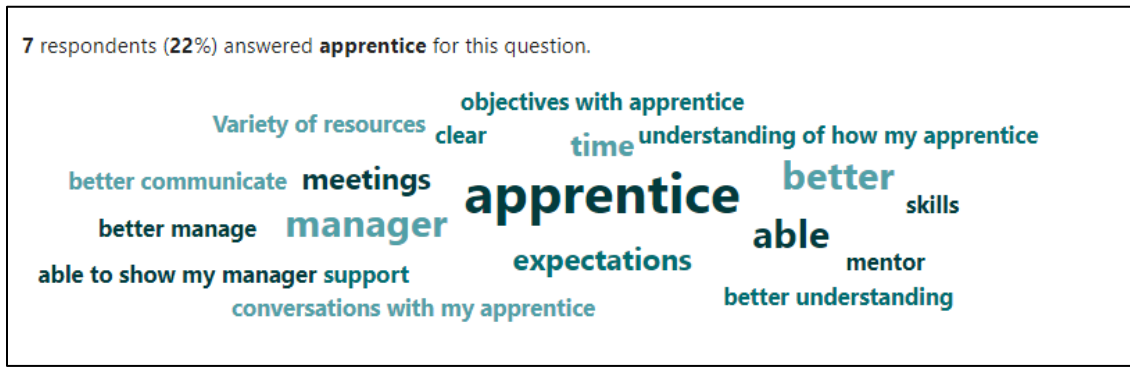 7 respondents (22%) answered apprentice for this question.
objectives with apprentice
Variety of resources
clear
time
understanding of how my apprentice
better communicate
meetings
apprentice
better
skills
better manage
manager
able
expectations
mentor
able to show my manager
support
better understanding
conversations with my apprentice